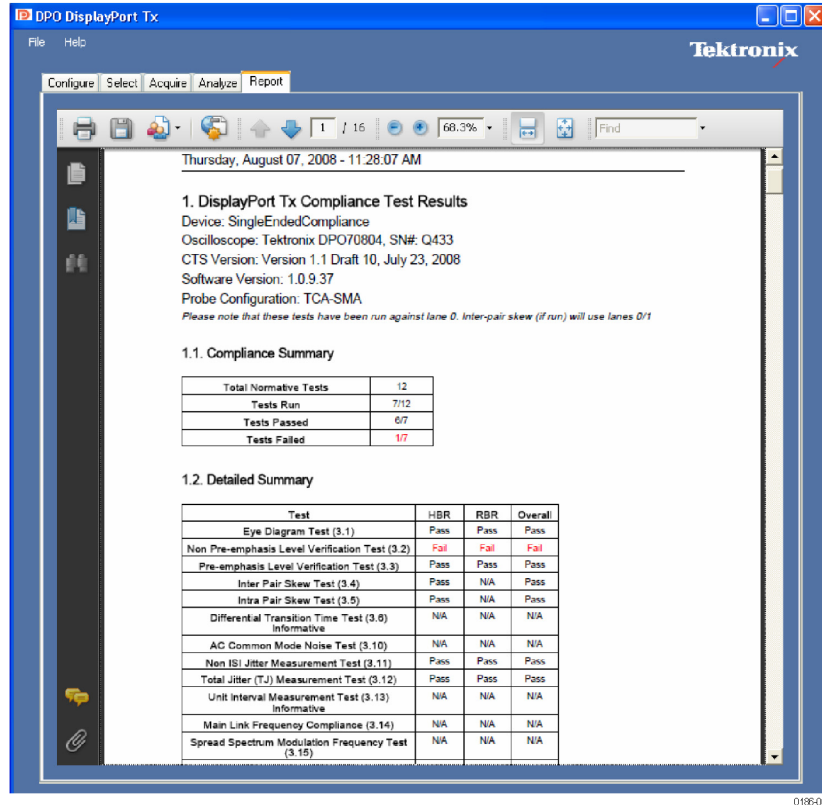 DPO DisplayPort Tx
File Help
Tektronix
Configure Select Acquire Analyze Report
1 / 16 68.3% Find
Thursday, August 07, 2008 - 11:28:07 AM
1. DisplayPort Tx Compliance Test Results
Device: SingleEndedCompliance
Oscilloscope: Tektronix DPO70804, SN#: Q433
CTS Version: Version 1.1 Draft 10, July 23, 2008
Software Version: 1.0.9.37
Probe Configuration: TCA-SMA
Please note that these tests have been run against lane 0. Inter-pair skew (if run) will use lanes 0/1
1.1. Compliance Summary
Total Normative Tests 12
Tests Run 7/12
Tests Passed 6/7
Tests Failed 1/7
1.2. Detailed Summary
Test HBR RBR Overall
Eye Diagram Test (3.1) Pass Pass Pass
Non Pre-emphasis Level Verification Test (3.2) Fail Fail Fail
Pre-emphasis Level Verification Test (3.3) Pass Pass Pass
Inter Pair Skew Test (3.4) Pass N/A Pass
Intra Pair Skew Test (3.5) Pass N/A Pass
Differential Transition Time Test (3.6) N/A N/A N/A
Informative
AC Common Mode Noise Test (3.10) N/A N/A N/A
Non ISI Jitter Measurement Test (3.11) Pass Pass Pass
Total Jitter (TJ) Measurement Test (3.12) Pass Pass Pass
Unit Interval Measurement Test (3.13) N/A N/A N/A
Informative
Main Link Frequency Compliance (3.14) N/A N/A N/A
Spread Spectrum Modulation Frequency Test N/A N/A N/A
(3.15)